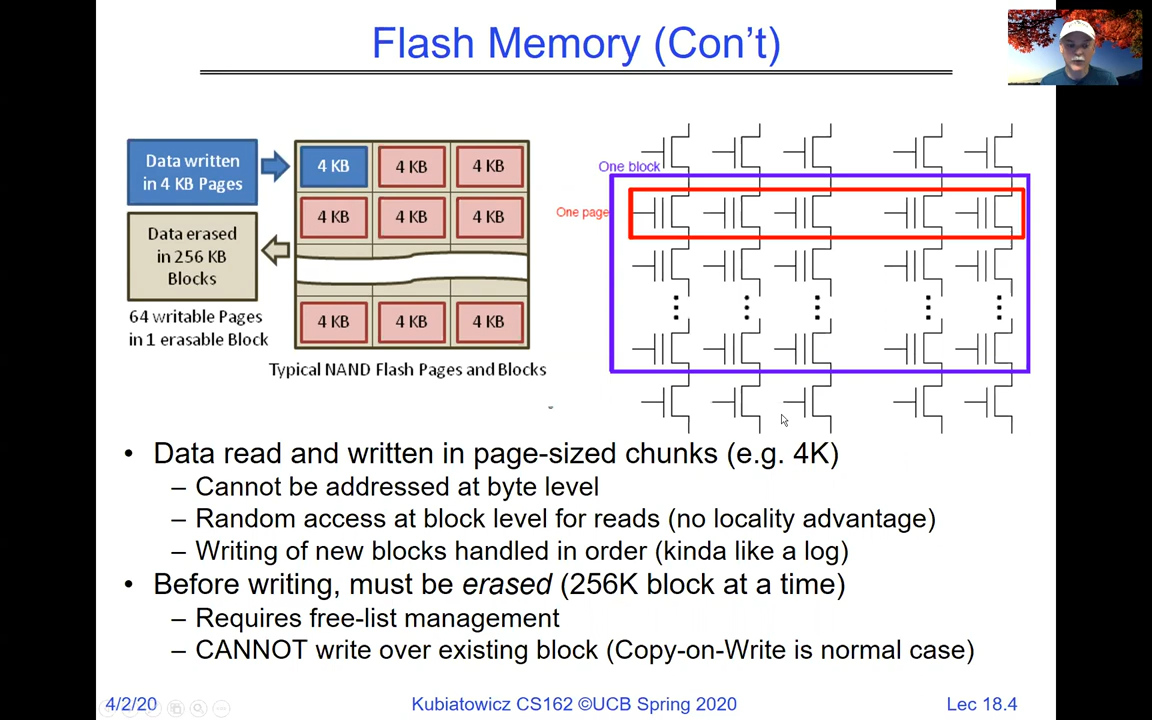 Flash Memory (Con't)
Data written
in 4 KB Pages
Data erased
in 256 KB
Blocks
64 writable Pages
in 1 erasable Block
4 KB 4 KB 4 KB
4 KB 4 KB 4 KB
4 KB 4 KB 4 KB
Typical NAND Flash Pages and Blocks
One block
One page
• Data read and written in page-sized chunks (e.g. 4K)
– Cannot be addressed at byte level
– Random access at block level for reads (no locality advantage)
– Writing of new blocks handled in order (kinda like a log)
• Before writing, must be erased (256K block at a time)
– Requires free-list management
– CANNOT write over existing block (Copy-on-Write is normal case)
4/2/20
Kubiatowicz CS162 ©UCB Spring 2020
Lec 18.4